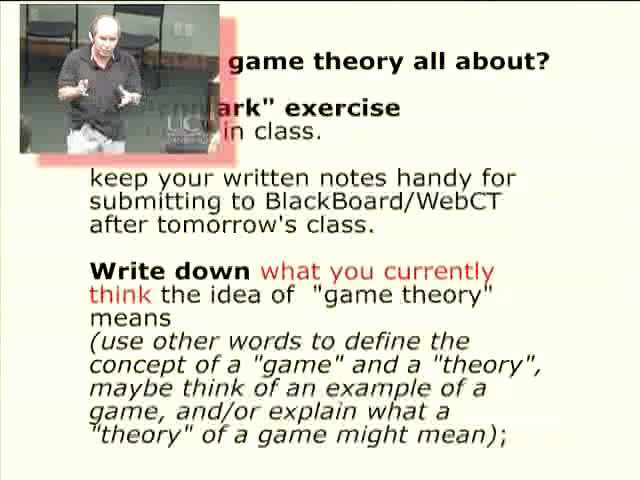 game theory all about?
ark" exercise
in class.
keep your written notes handy for
submitting to BlackBoard/WebCT
after tomorrow's class.
Write down what you currently
think the idea of "game theory"
means
(use other words to define the
concept of a "game" and a "theory",
maybe think of an example of a
game, and/or explain what a
"theory" of a game might mean);